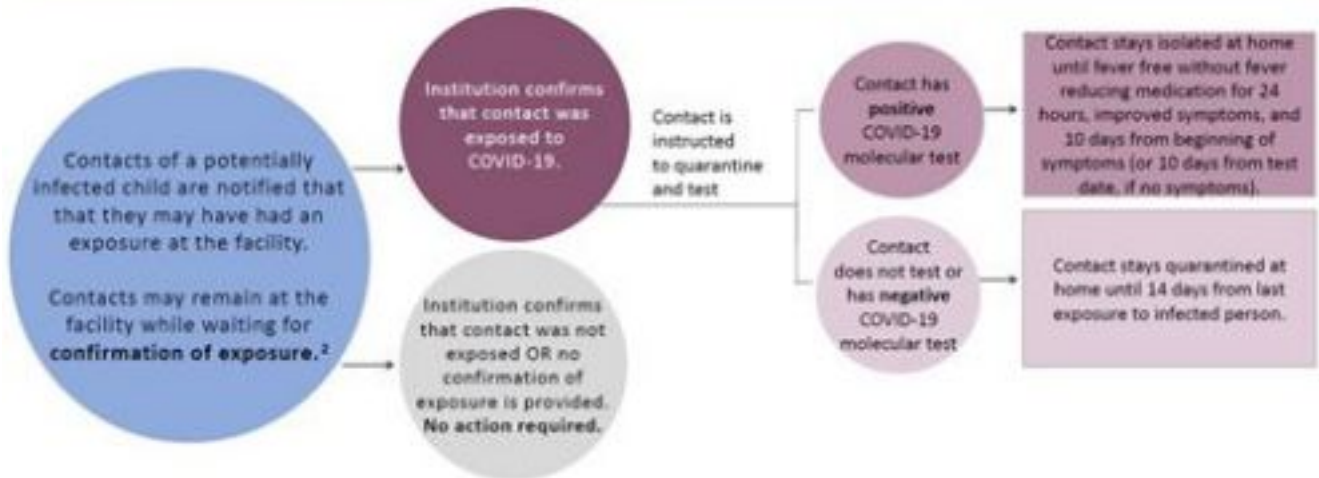 Contacts of a potentially
infected child are notified that
that they may have had an
exposure at the facility.
Contacts may remain at the
facility while waiting for
confirmation of exposure.²
Institution confirms
that contact was
exposed to
COVID-19.
Institution confirms
that contact was not
exposed OR no
confirmation of
exposure is provided.
No action required.
Contact is
instructed
to quarantine
and test
Contact has
positive
COVID-19
molecular test
Contact stays isolated at home
until fever free without fever
reducing medication for 24
hours, improved symptoms, and
10 days from beginning of
symptoms (or 10 days from test
date, if no symptoms).
Contact
does not test or
has negative
COVID-19
molecular test
Contact stays quarantined at
home until 14 days from last
exposure to infected person.